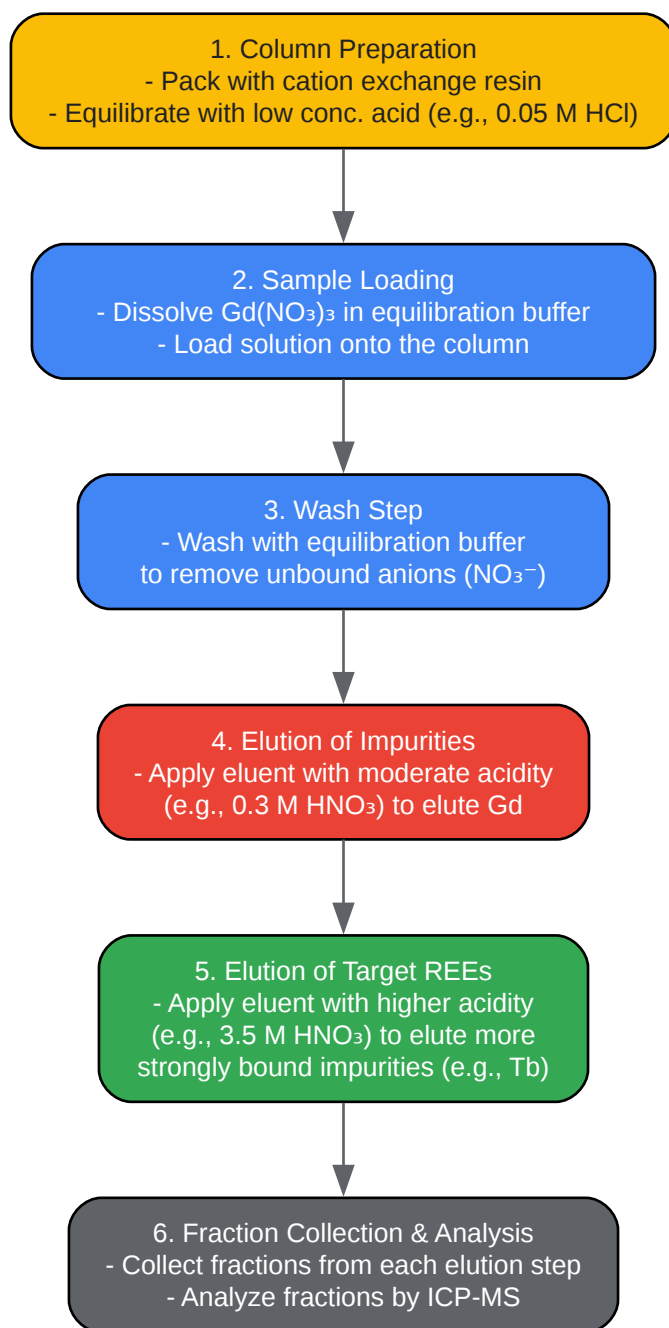 1. Column Preparation
- Pack with cation exchange resin
- Equilibrate with low conc. acid (e.g., 0.05 M HCl)
2. Sample Loading
- Dissolve Gd(NO₃)₃ in equilibration buffer
- Load solution onto the column
3. Wash Step
- Wash with equilibration buffer
to remove unbound anions (NO₃⁻)
4. Elution of Impurities
- Apply eluent with moderate acidity
(e.g., 0.3 M HNO₃) to elute Gd
5. Elution of Target REEs
- Apply eluent with higher acidity
(e.g., 3.5 M HNO₃) to elute more
strongly bound impurities (e.g., Tb)
6. Fraction Collection & Analysis
- Collect fractions from each elution step
- Analyze fractions by ICP-MS